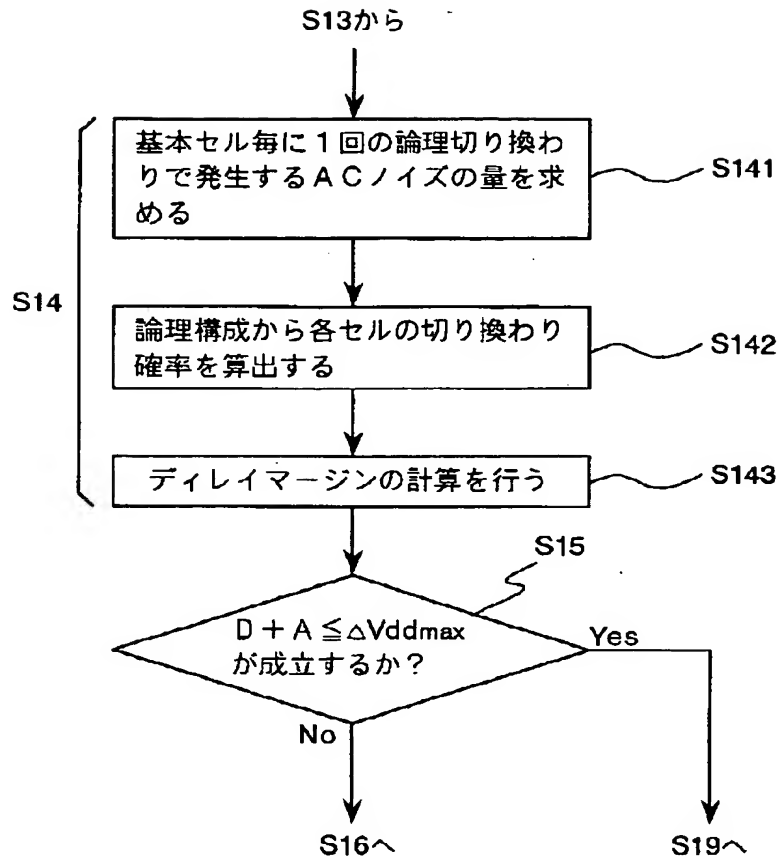 S13から
基本セル毎に1回の論理切り換わ
りで発生するACノイズの量を求
める
S141
S14
論理構成から各セルの切り換わり
確率を算出する
S142
ディレイマージンの計算を行う
S143
S15
D+A≦△Vddmax
が成立するか?
Yes
No
S16へ
S19へ